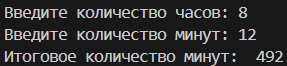 Введите количество часов: 8
Введите количество минут: 12
Итоговое количество минут:  492